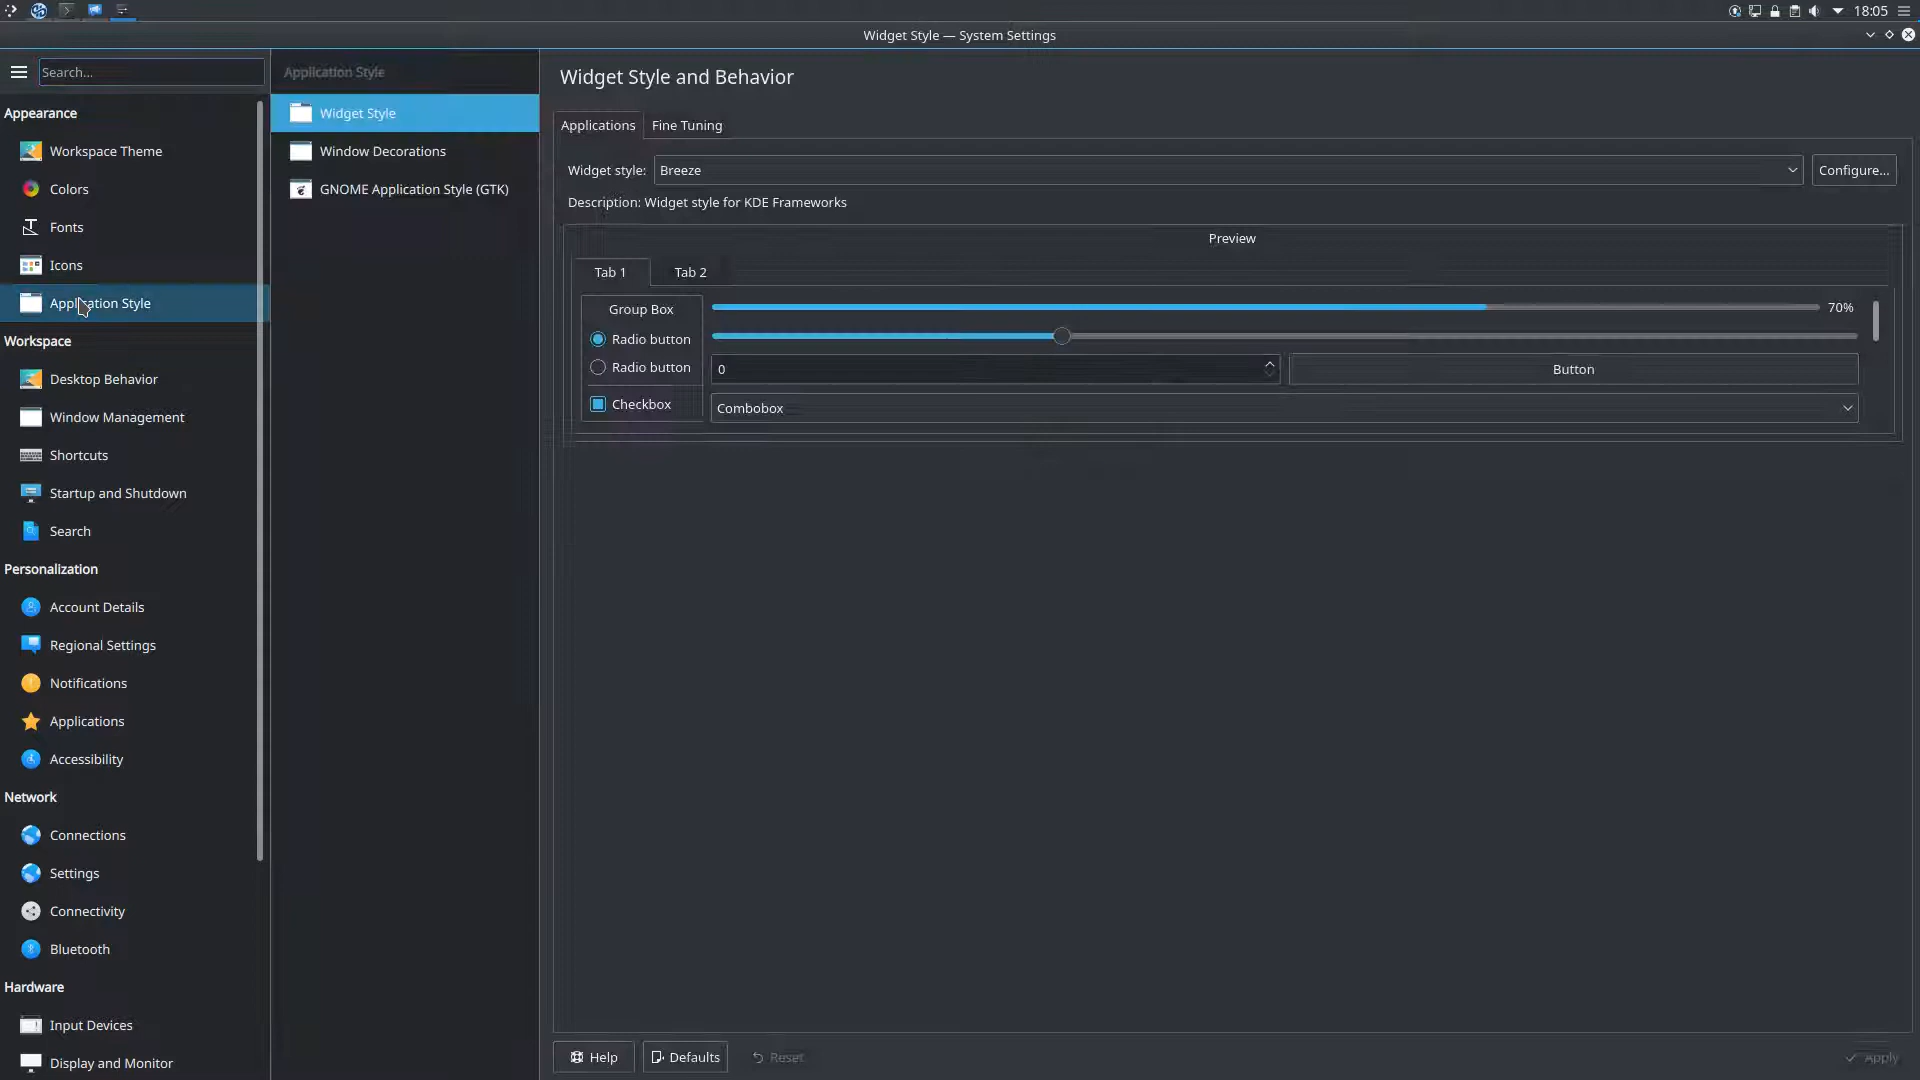 18:05
Widget Style — System Settings
Search...
Appearance
Workspace Theme
Colors
Fonts
Icons
Application Style
Workspace
Desktop Behavior
Window Management
Shortcuts
Startup and Shutdown
Search
Personalization
Account Details
Regional Settings
Notifications
Applications
Accessibility
Network
Connections
Settings
Connectivity
Bluetooth
Hardware
Input Devices
Display and Monitor
Application Style
Widget Style
Window Decorations
GNOME Application Style (GTK)
Widget Style and Behavior
Applications Fine Tuning
Widget style: Breeze Configure...
Description: Widget style for KDE Frameworks
Preview
Tab 1 Tab 2
Group Box 70%
Radio button
Radio button 0 Button
Checkbox Combobox
Help Defaults Reset Apply